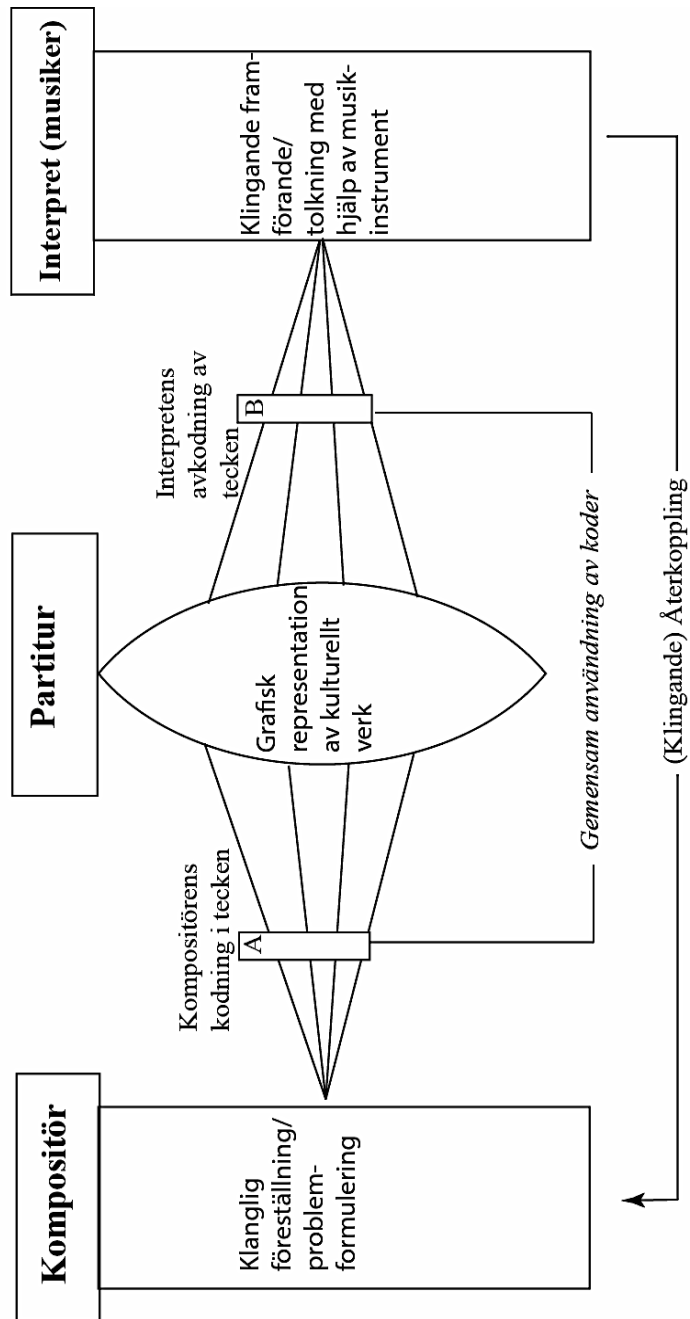 Kompositör
Klanglig
föreställning/
problem-
formulering
Kompositörens
kodning i tecken
A
Partitur
Grafisk
representation
av kulturellt
verk
Interpretens
avkodning av
tecken
B
Interpret (musiker)
Klingande fram-
förande/
tolkning med
hjälp av musik-
instrument
Gemensam användning av koder
(Klingande) Återkoppling